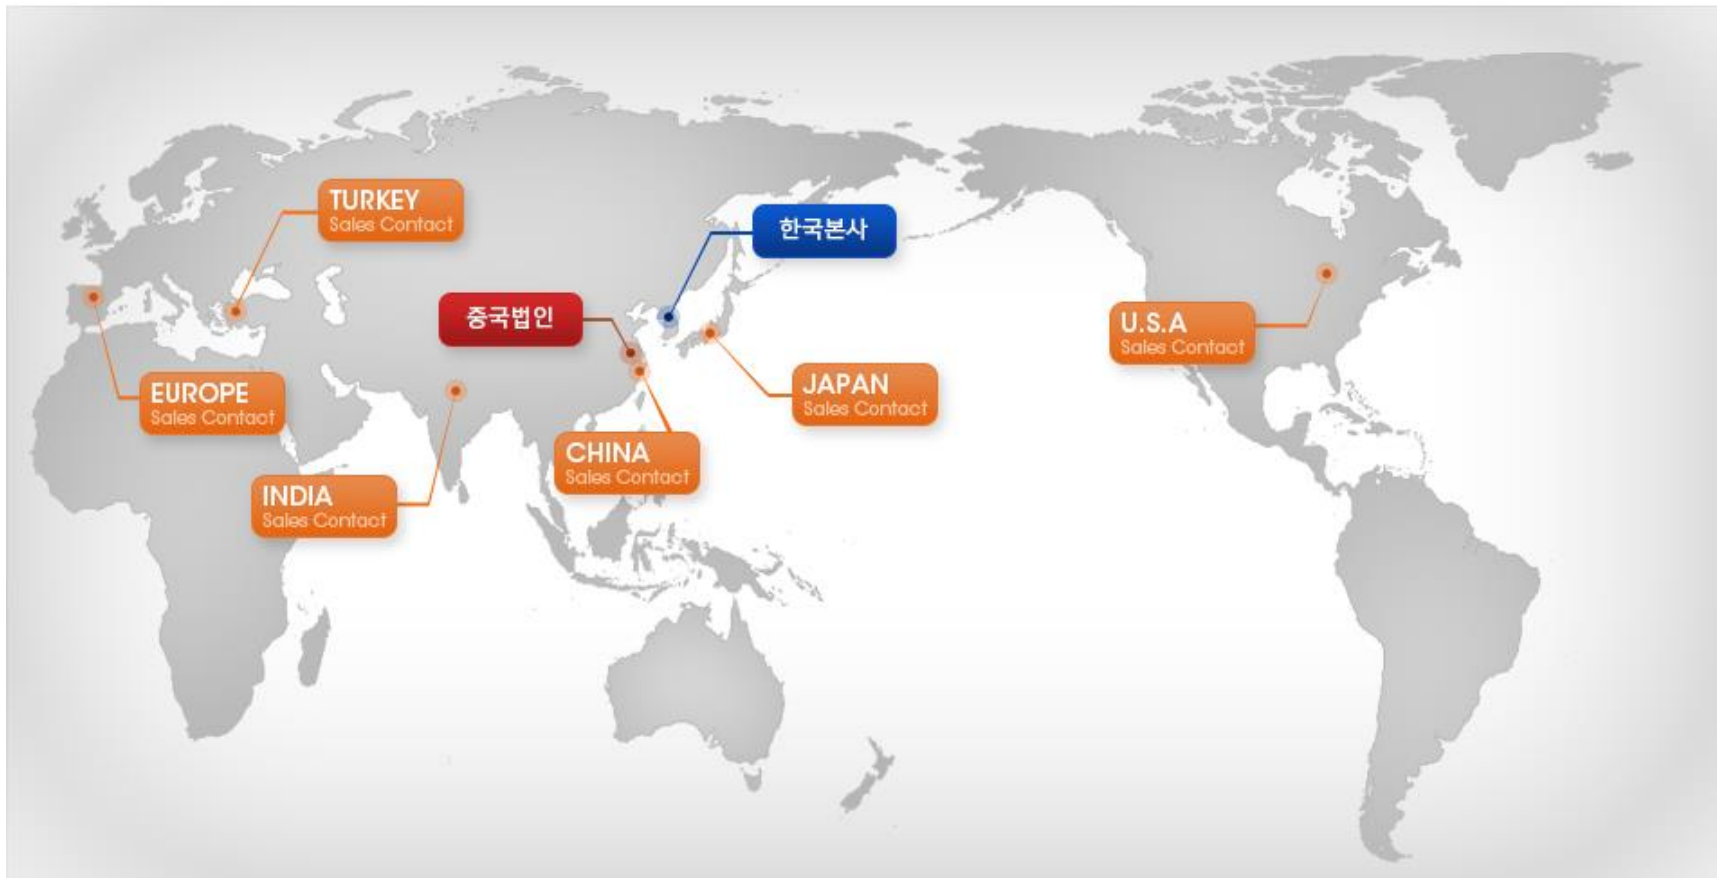 TURKEY
Sales Contact
한국본사
중국법인
U.S.A
Sales Contact
EUROPE
Sales Contact
JAPAN
Sales Contact
CHINA
Sales Contact
INDIA
Sales Contact